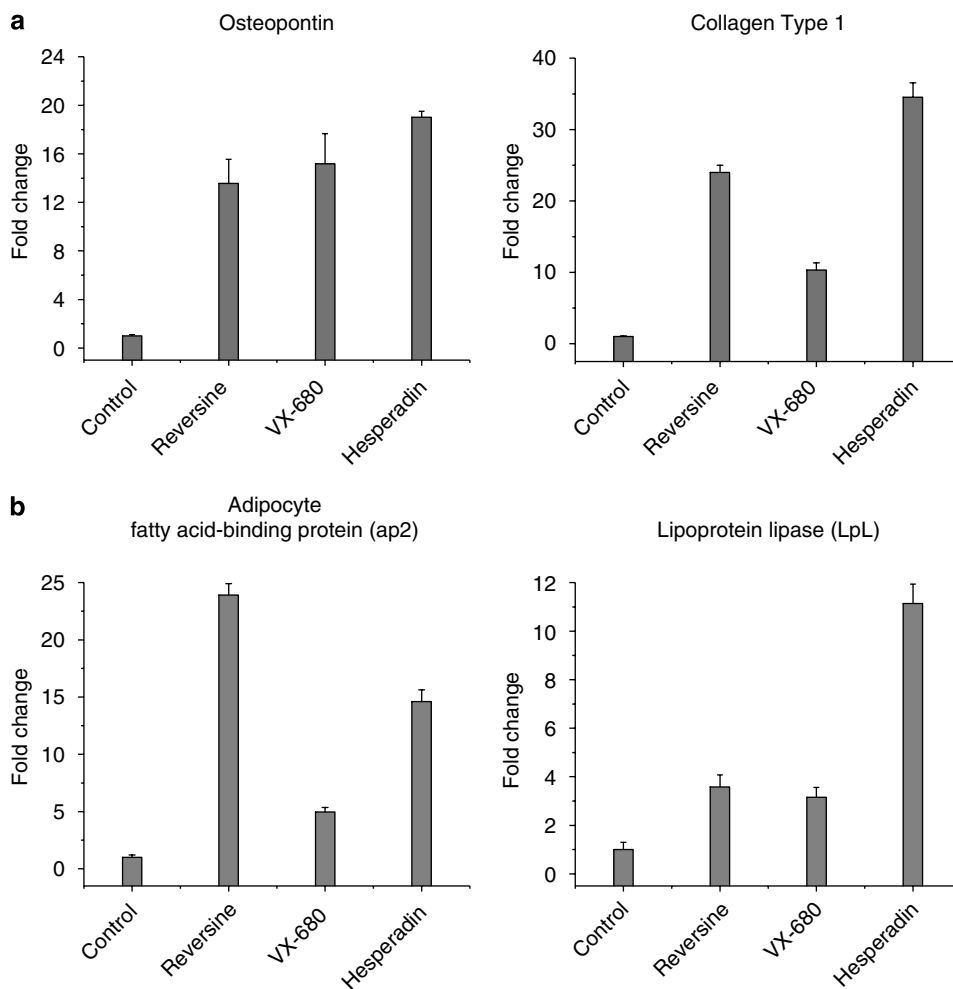 a
Osteopontin
Fold change
24
20
16
12
8
4
0
Control
Reversine
VX-680
Hesperadin
Collagen Type 1
Fold change
40
30
20
10
0
Control
Reversine
VX-680
Hesperadin
b
Adipocyte
fatty acid-binding protein (ap2)
Fold change
25
20
15
10
5
0
Control
Reversine
VX-680
Hesperadin
Lipoprotein lipase (LpL)
Fold change
12
10
8
6
4
2
0
Control
Reversine
VX-680
Hesperadin